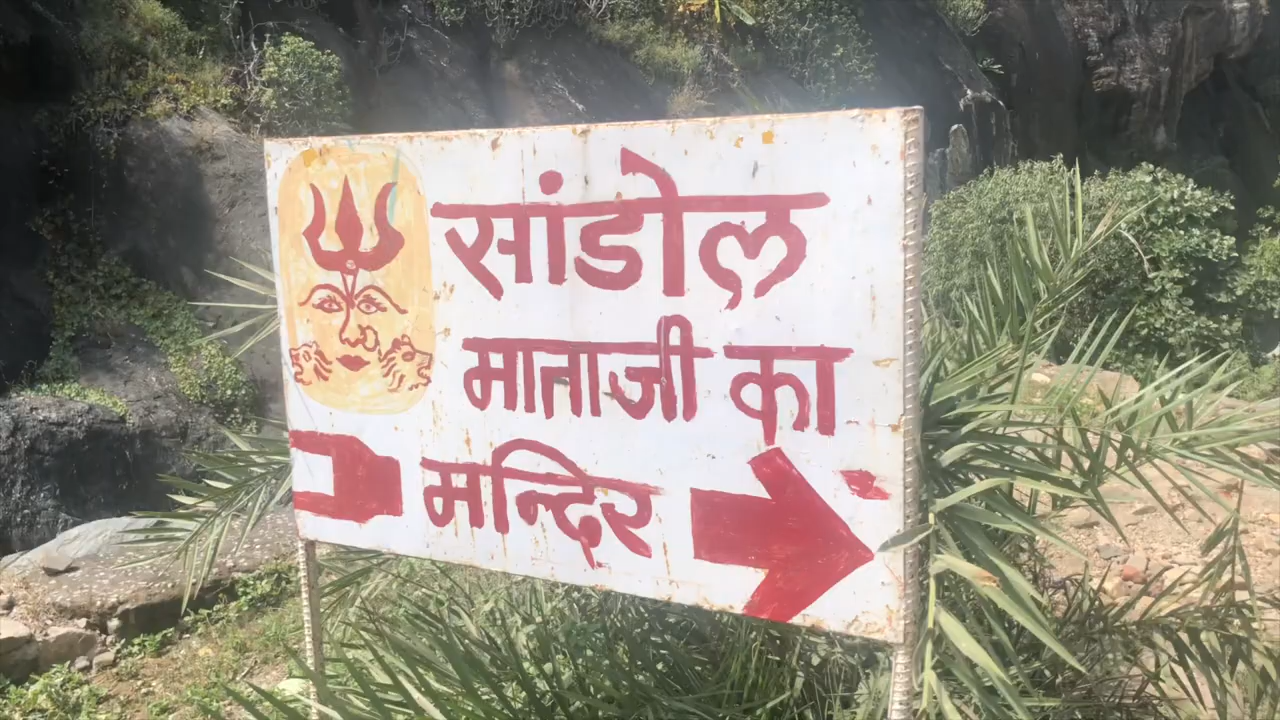 सांडोल
माताजी का
मन्दिर